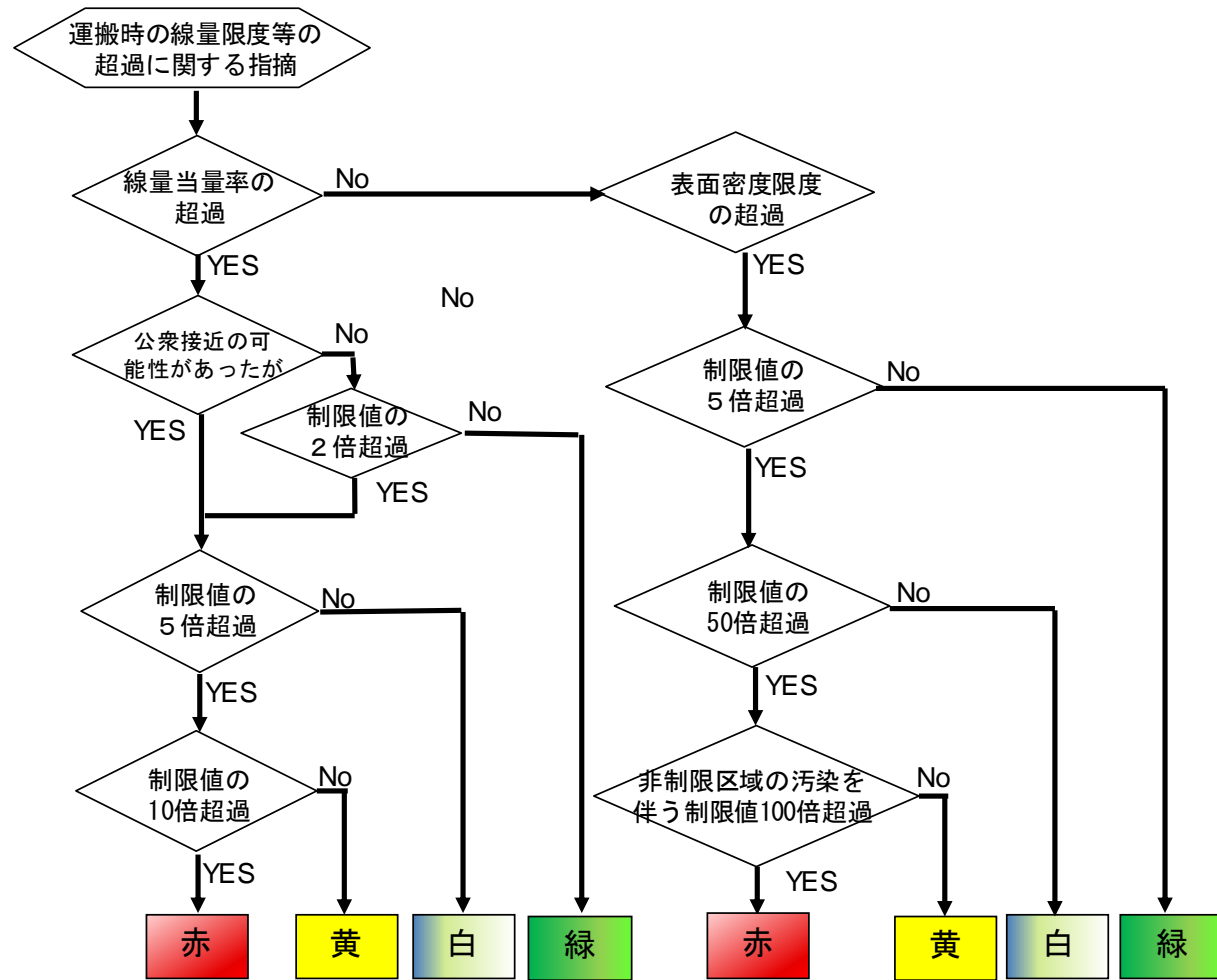 運搬時の線量限度等の
超過に関する指摘
線量当量率の
超過
No
表面密度限度
の超過
YES
YES
No
公衆接近の可
能性があったが
No
制限値の
5倍超過
No
YES
制限値の
2倍超過
No
YES
YES
制限値の
5倍超過
No
制限値の
50倍超過
No
YES
YES
制限値の
10倍超過
No
非制限区域の汚染を
伴う制限値100倍超過
No
YES
YES
赤
黄
白
緑
赤
黄
白
緑